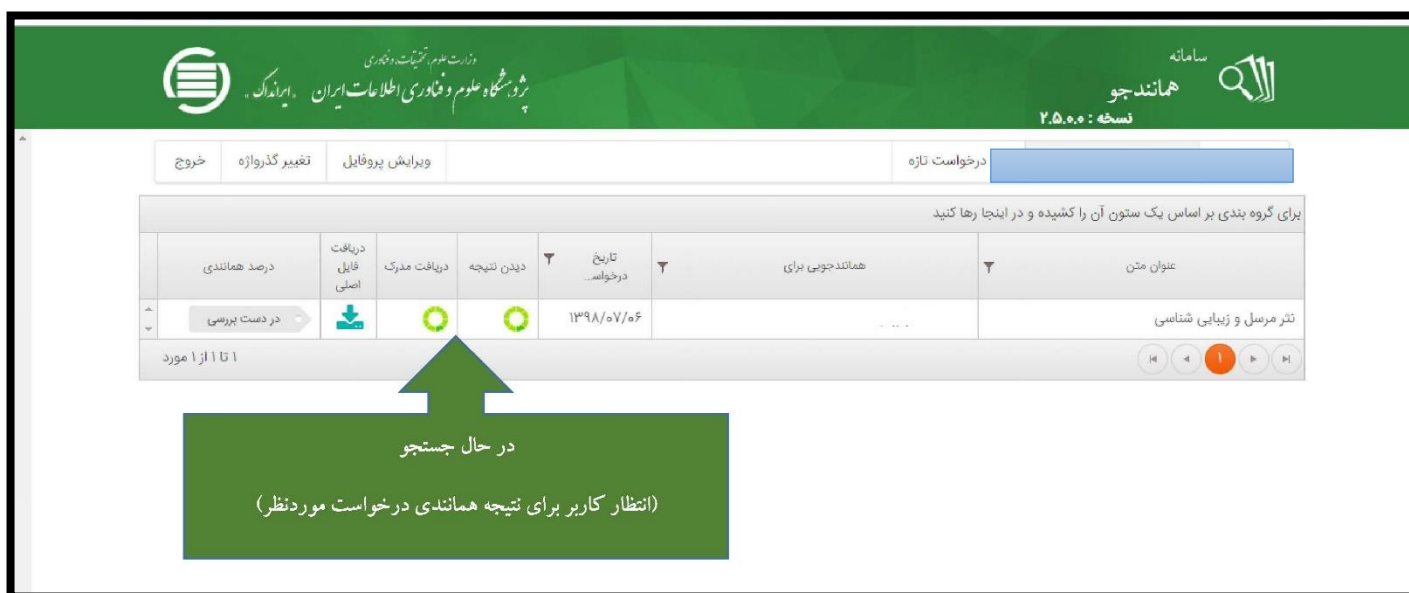 سامانه
همانندجو
نسخه : ۲.۵.۰.۰
وزارت علوم، تحقیقات، و فناوری
پژوهشگاه علوم و فناوری اطلاعات ایران «ایرانداک»
درخواست تازه
ویرایش پروفایل
تغییر گذرواژه
خروج
برای گروه بندی بر اساس یک ستون آن را کشیده و در اینجا رها کنید
عنوان متن
همانندجویی برای
تاریخ
درخواس...
دیدن نتیجه
دریافت مدرک
دریافت
فایل
اصلی
درصد همانندی
نثر مرسل و زیبایی شناسی
۱۳۹۸/۰۷/۰۶
در دست بررسی
۱
۱ تا ۱ از ۱ مورد
در حال جستجو
(انتظار کاربر برای نتیجه همانندی درخواست موردنظر)